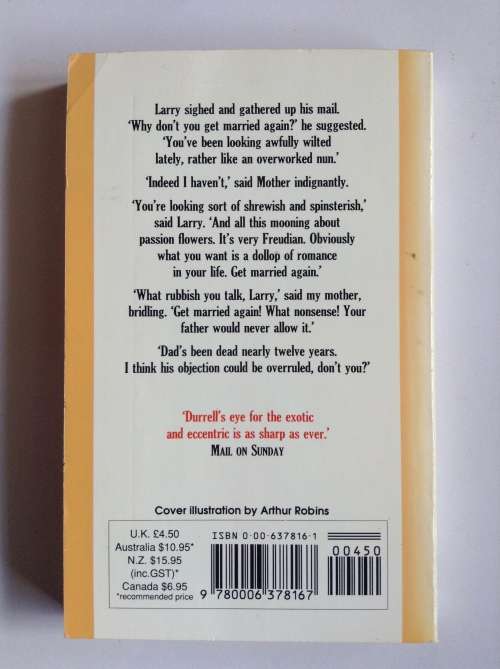 Larry sighed and gathered up his mail.
‘Why don't you get married again?’ he suggested.
‘You've been looking awfully wilted
lately, rather like an overworked nun.’
‘Indeed I haven't,’ said Mother indignantly.
‘You're looking sort of shrewish and spinsterish,’
said Larry. ‘And all this mooning about
passion flowers. It's very Freudian. Obviously
what you want is a dollop of romance
in your life. Get married again.’
‘What rubbish you talk, Larry,’ said my mother,
bridling. ‘Get married again! What nonsense! Your
father would never allow it.’
‘Dad's been dead nearly twelve years.
I think his objection could be overruled, don't you?’
‘Durrell's eye for the exotic
and eccentric is as sharp as ever.’
MAIL ON SUNDAY
Cover illustration by Arthur Robins
U.K. £4.50
Australia $10.95*
N.Z. $15.95
(inc.GST)*
Canada $6.95
*recommended price
ISBN 0-00-637816-1
00450
9 780006 378167